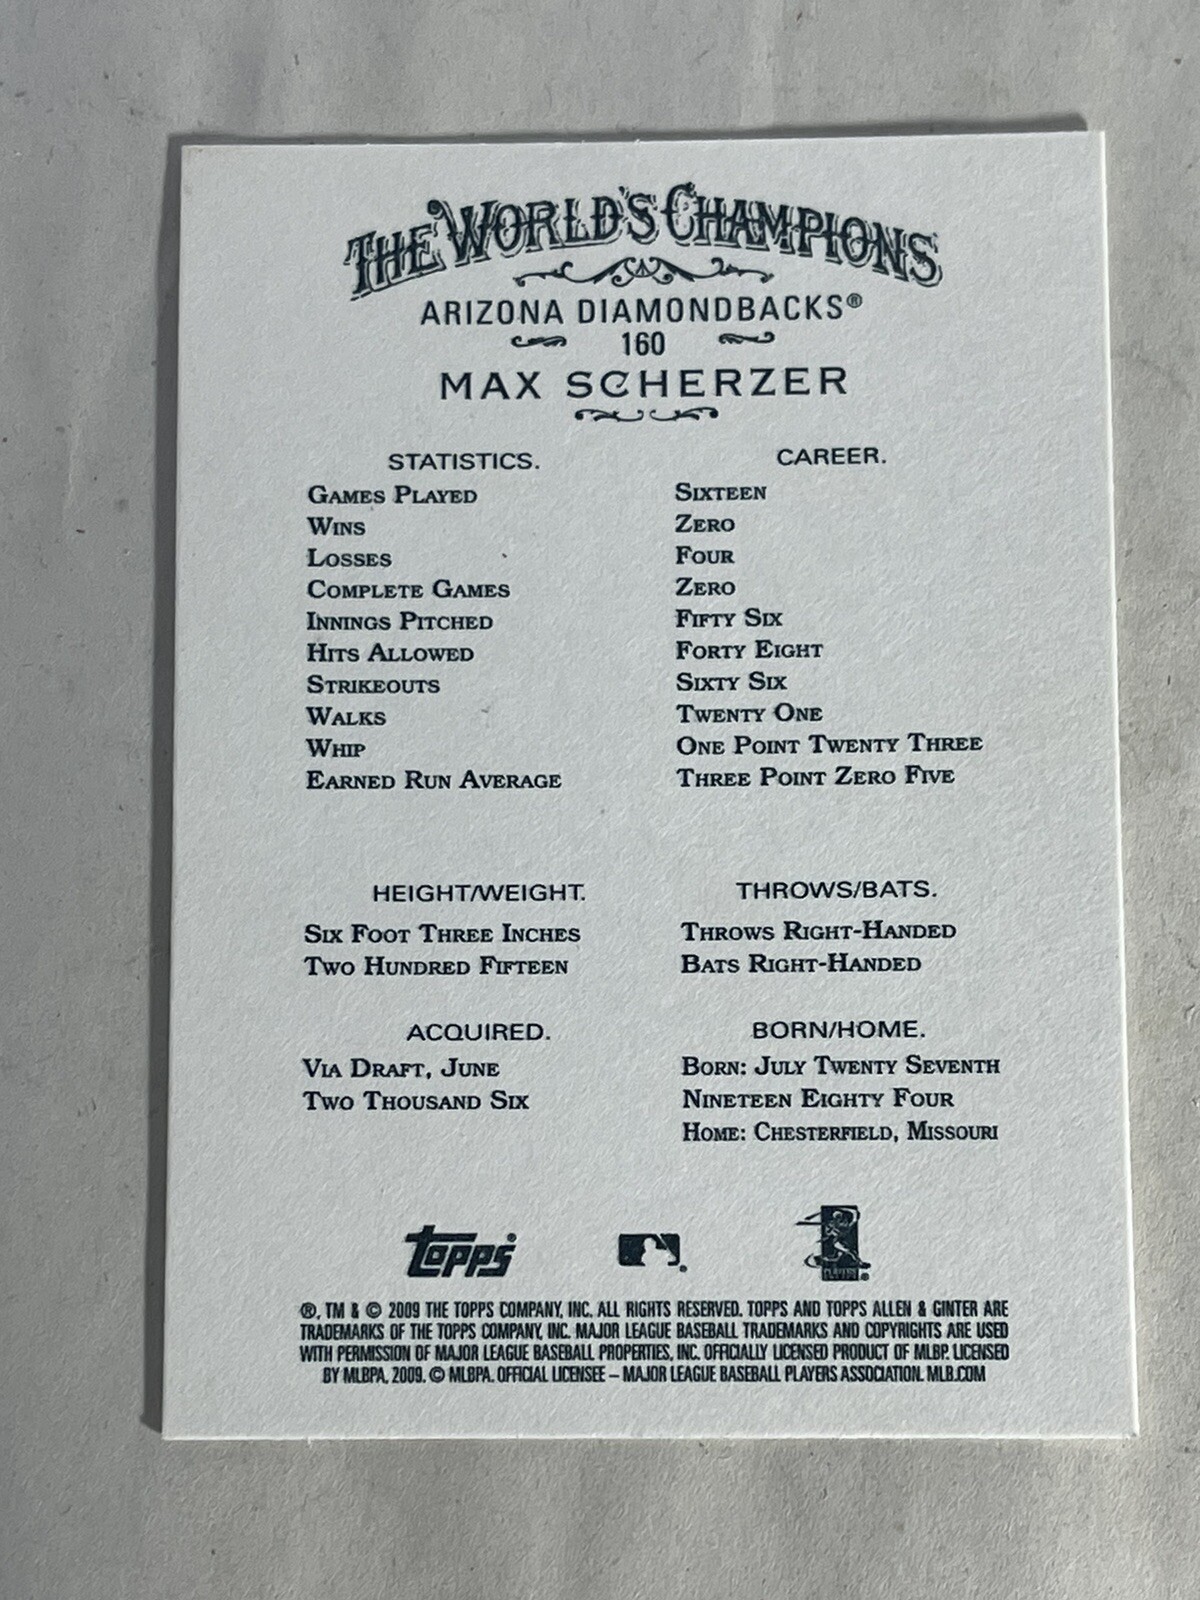 THE WORLD'S CHAMPIONS
ARIZONA DIAMONDBACKS®
160
MAX SCHERZER
STATISTICS. CAREER.
GAMES PLAYED SIXTEEN
WINS ZERO
LOSSES FOUR
COMPLETE GAMES ZERO
INNINGS PITCHED FIFTY SIX
HITS ALLOWED FORTY EIGHT
STRIKEOUTS SIXTY SIX
WALKS TWENTY ONE
WHIP ONE POINT TWENTY THREE
EARNED RUN AVERAGE THREE POINT ZERO FIVE
HEIGHT/WEIGHT. THROWS/BATS.
SIX FOOT THREE INCHES THROWS RIGHT-HANDED
TWO HUNDRED FIFTEEN BATS RIGHT-HANDED
ACQUIRED. BORN/HOME.
VIA DRAFT, JUNE BORN: JULY TWENTY SEVENTH
TWO THOUSAND SIX NINETEEN EIGHTY FOUR
HOME: CHESTERFIELD, MISSOURI
topps®
PLAYERS
®, TM & © 2009 THE TOPPS COMPANY, INC. ALL RIGHTS RESERVED. TOPPS AND TOPPS ALLEN & GINTER ARE
TRADEMARKS OF THE TOPPS COMPANY, INC. MAJOR LEAGUE BASEBALL TRADEMARKS AND COPYRIGHTS ARE USED
WITH PERMISSION OF MAJOR LEAGUE BASEBALL PROPERTIES, INC. OFFICIALLY LICENSED PRODUCT OF MLBP. LICENSED
BY MLBPA, 2009. © MLBPA. OFFICIAL LICENSEE – MAJOR LEAGUE BASEBALL PLAYERS ASSOCIATION. MLB.COM